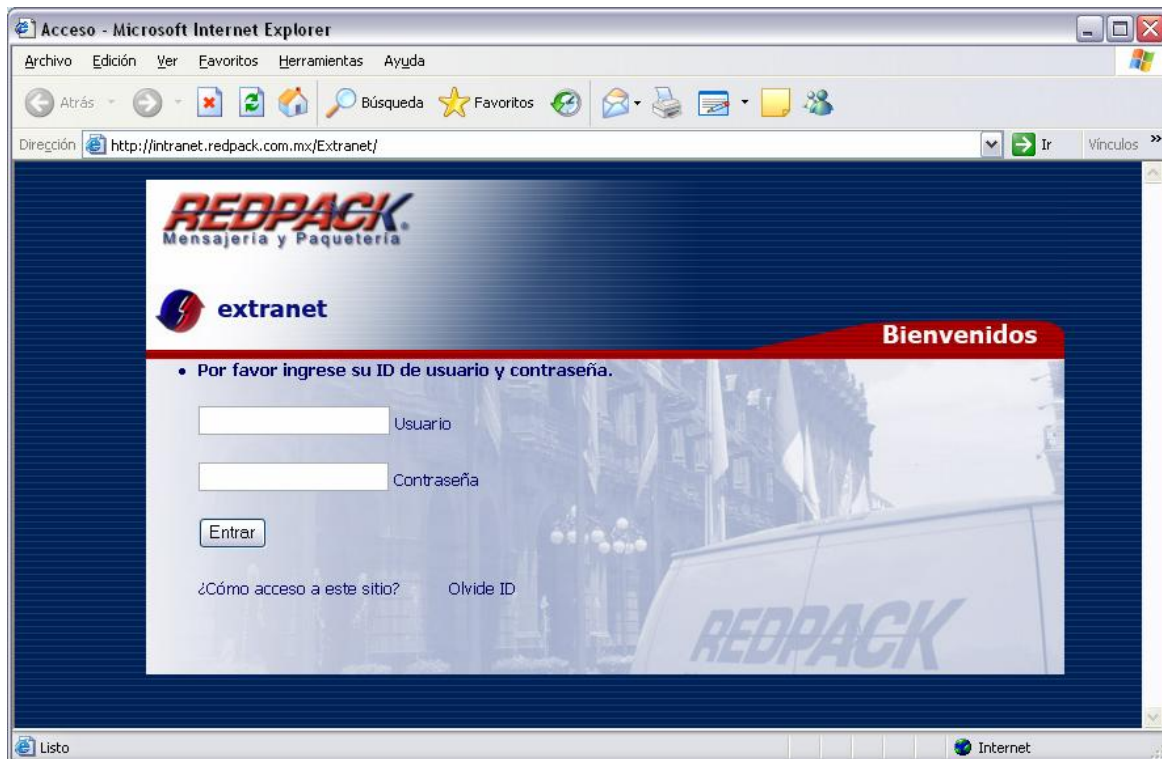 Acceso - Microsoft Internet Explorer
Archivo Edición Ver Favoritos Herramientas Ayuda
Atrás Búsqueda Favoritos
Dirección http://intranet.redpack.com.mx/Extranet/ Ir Vínculos »
REDPACK®
Mensajería y Paquetería
extranet
Bienvenidos
• Por favor ingrese su ID de usuario y contraseña.
Usuario
Contraseña
Entrar
¿Cómo acceso a este sitio? Olvide ID
REDPACK
Listo Internet